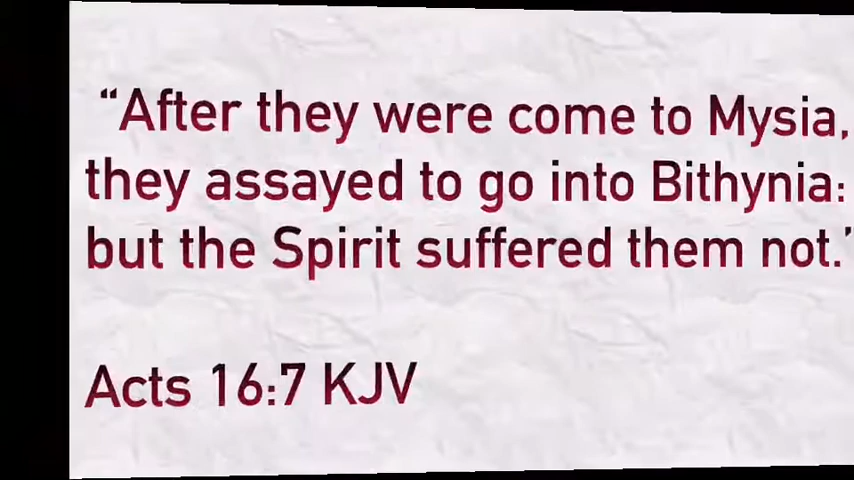 “After they were come to Mysia,
they assayed to go into Bithynia:
but the Spirit suffered them not.”
Acts 16:7 KJV